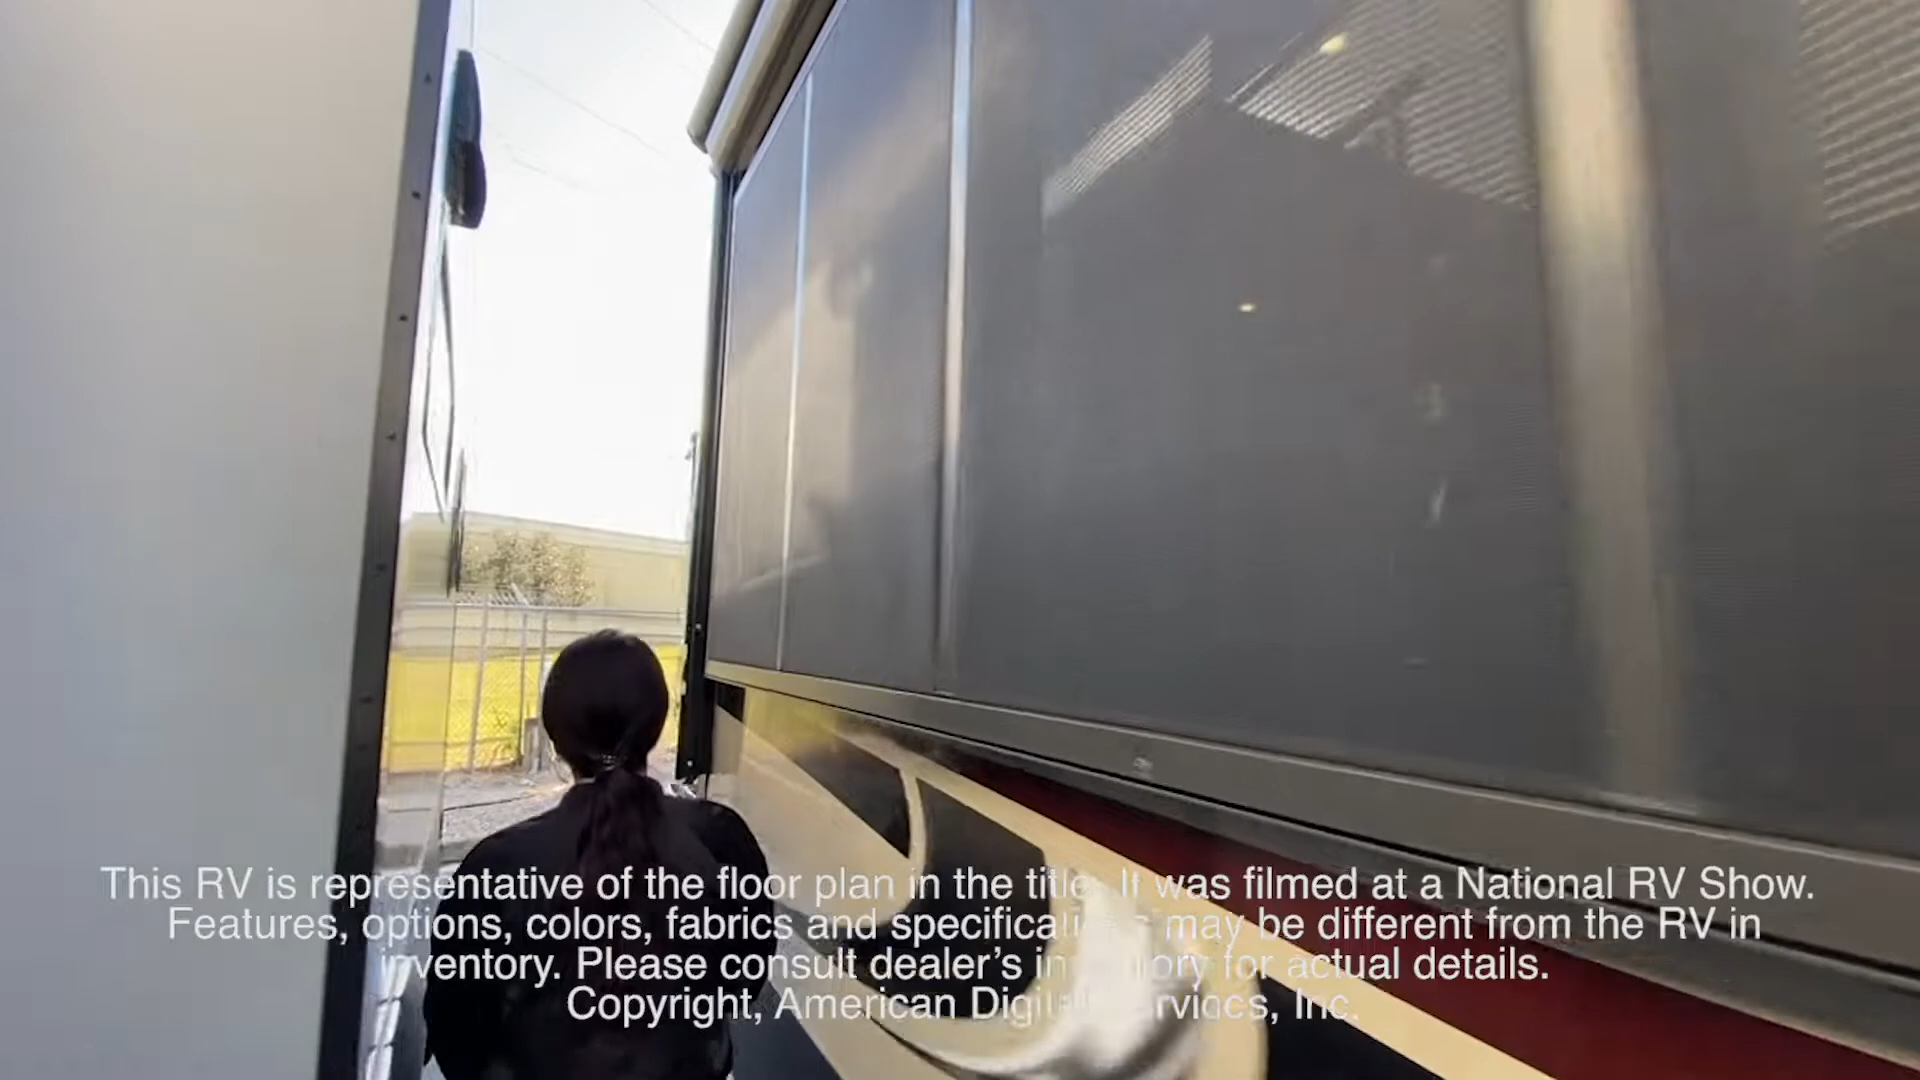 This RV is representative of the floor plan in the title. It was filmed at a National RV Show.
Features, options, colors, fabrics and specifications may be different from the RV in
inventory. Please consult dealer's inventory for actual details.
Copyright, American Digital Services, Inc.